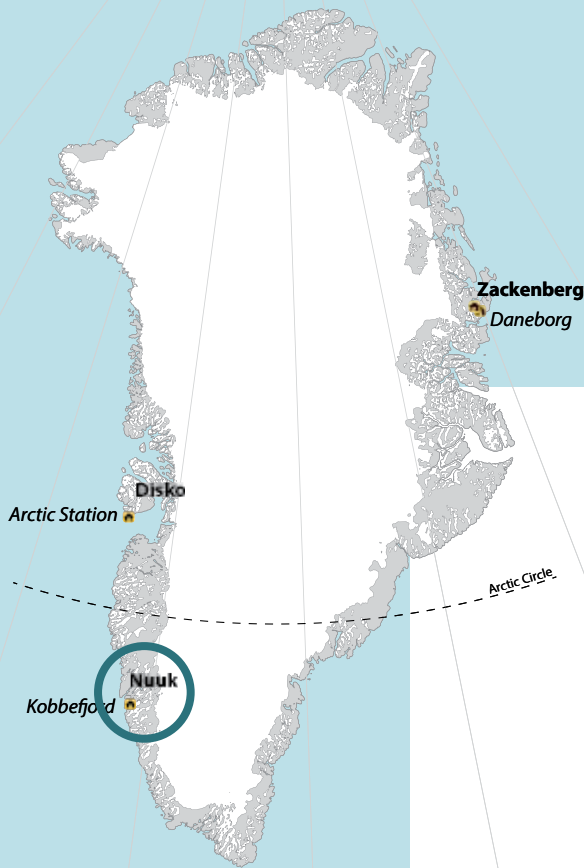 Zackenberg
Daneborg
Disko
Arctic Station
Arctic Circle
Nuuk
Kobbefjord